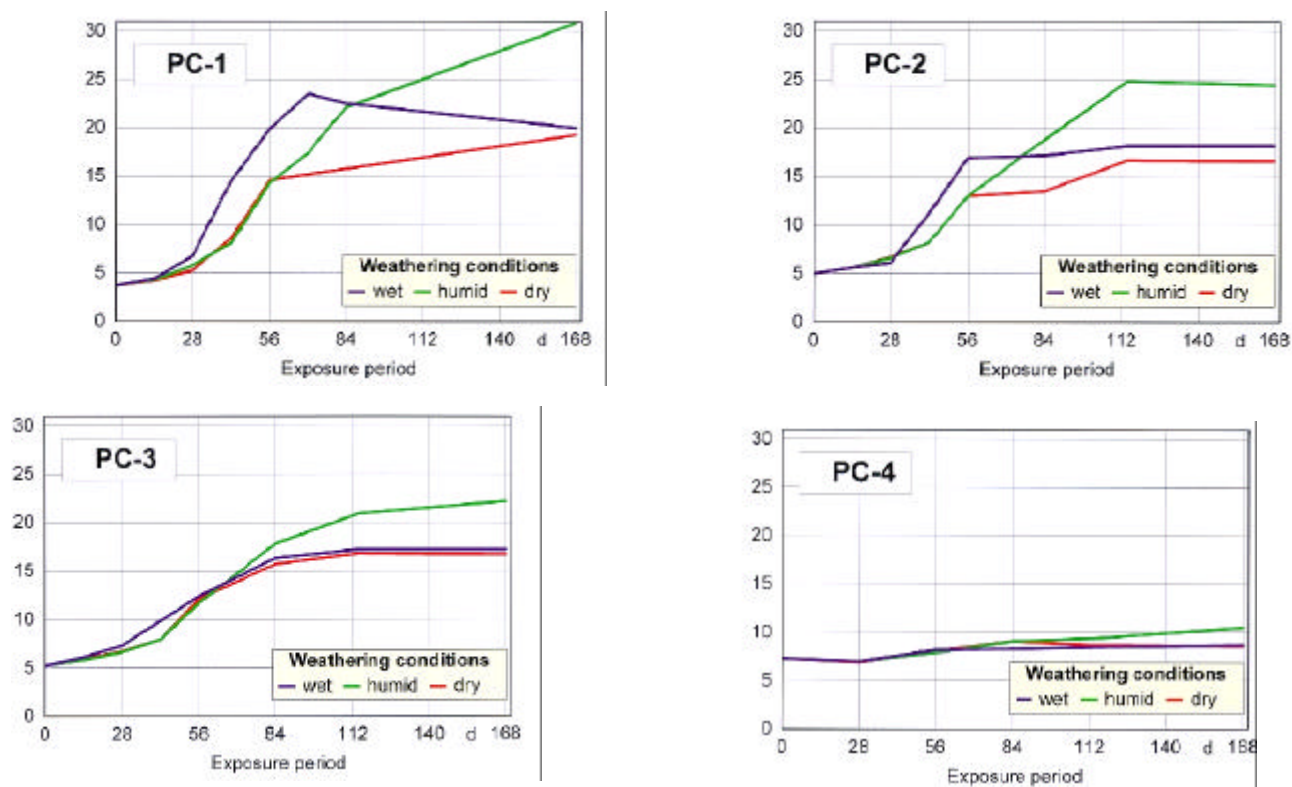 30
PC-1
25
20
15
10
5
0
Weathering conditions
wet humid dry
0 28 56 84 112 140 d 168
Exposure period
30
PC-2
25
20
15
10
5
0
Weathering conditions
wet humid dry
0 28 56 84 112 140 d 168
Exposure period
30
PC-3
25
20
15
10
5
0
Weathering conditions
wet humid dry
0 28 56 84 112 140 d 168
Exposure period
30
PC-4
25
20
15
10
5
0
Weathering conditions
wet humid dry
0 28 56 84 112 140 d 168
Exposure period